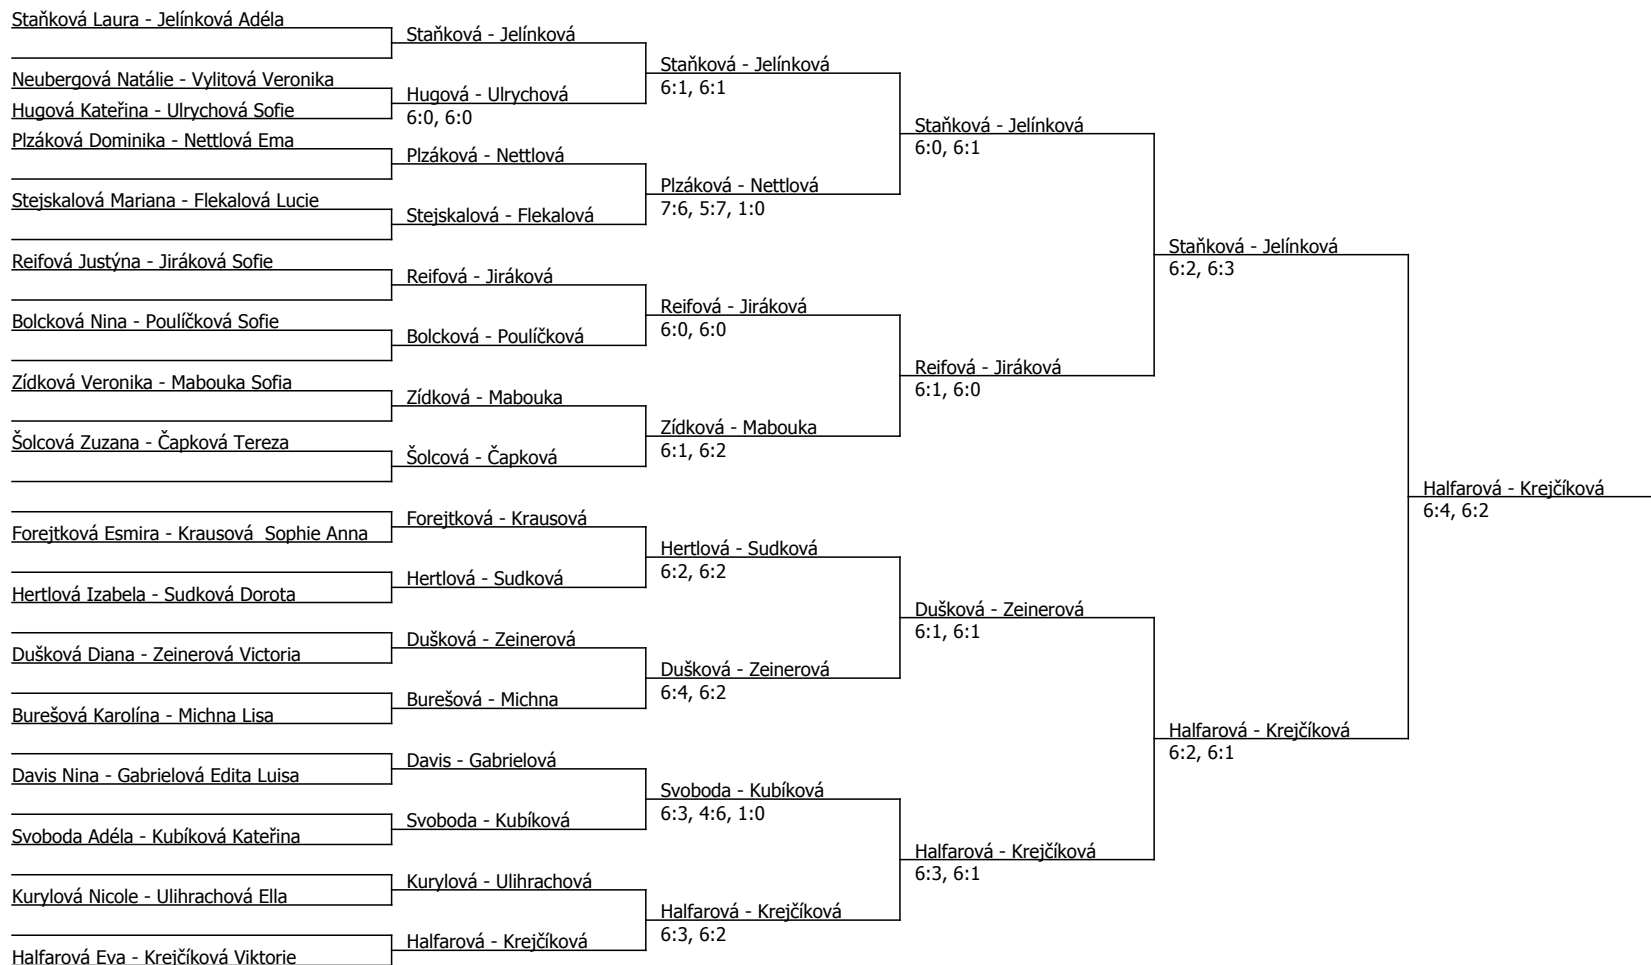 Staňková Laura - Jelínková Adéla
Neubergová Natálie - Vylitová Veronika
Hugová Kateřina - Ulrychová Sofie
Plzáková Dominika - Nettlová Ema
Stejskalová Mariana - Flekalová Lucie
Reifová Justýna - Jiráková Sofie
Bolcková Nina - Poulíčková Sofie
Zídková Veronika - Mabouka Sofia
Šolcová Zuzana - Čapková Tereza
Forejtková Esmira - Krausová  Sophie Anna
Hertlová Izabela - Sudková Dorota
Dušková Diana - Zeinerová Victoria
Burešová Karolína - Michna Lisa
Davis Nina - Gabrielová Edita Luisa
Svoboda Adéla - Kubíková Kateřina
Kurylová Nicole - Ulihrachová Ella
Halfarová Eva - Krejčíková Viktorie
Staňková - Jelínková
Hugová - Ulrychová
6:0, 6:0
Plzáková - Nettlová
Stejskalová - Flekalová
Reifová - Jiráková
Bolcková - Poulíčková
Zídková - Mabouka
Šolcová - Čapková
Forejtková - Krausová
Hertlová - Sudková
Dušková - Zeinerová
Burešová - Michna
Davis - Gabrielová
Svoboda - Kubíková
Kurylová - Ulihrachová
Halfarová - Krejčíková
Staňková - Jelínková
6:1, 6:1
Plzáková - Nettlová
7:6, 5:7, 1:0
Reifová - Jiráková
6:0, 6:0
Zídková - Mabouka
6:1, 6:2
Hertlová - Sudková
6:2, 6:2
Dušková - Zeinerová
6:4, 6:2
Svoboda - Kubíková
6:3, 4:6, 1:0
Halfarová - Krejčíková
6:3, 6:2
Staňková - Jelínková
6:0, 6:1
Reifová - Jiráková
6:1, 6:0
Dušková - Zeinerová
6:1, 6:1
Halfarová - Krejčíková
6:3, 6:1
Staňková - Jelínková
6:2, 6:3
Halfarová - Krejčíková
6:2, 6:1
Halfarová - Krejčíková
6:4, 6:2